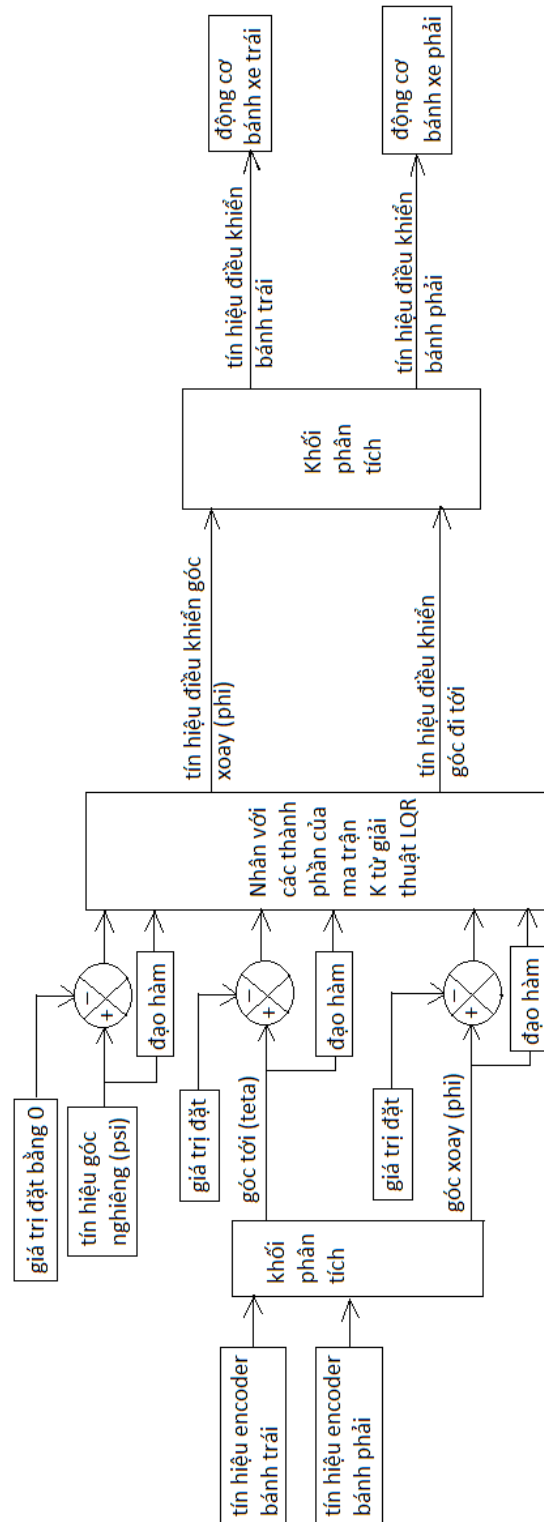 giá trị đặt bằng 0
tín hiệu góc
nghiêng (psi)
+
−
đạo hàm
tín hiệu encoder
bánh trái
tín hiệu encoder
bánh phải
khối
phân
tích
giá trị đặt
góc tới (teta)
+
−
đạo hàm
giá trị đặt
góc xoay (phi)
+
−
đạo hàm
Nhân với
các thành
phần của
ma trận
K từ giải
thuật LQR
tín hiệu điều khiển góc
xoay (phi)
tín hiệu điều khiển
góc đi tới
Khối
phân
tích
tín hiệu điều khiển
bánh trái
tín hiệu điều khiển
bánh phải
động cơ
bánh xe trái
động cơ
bánh xe phải